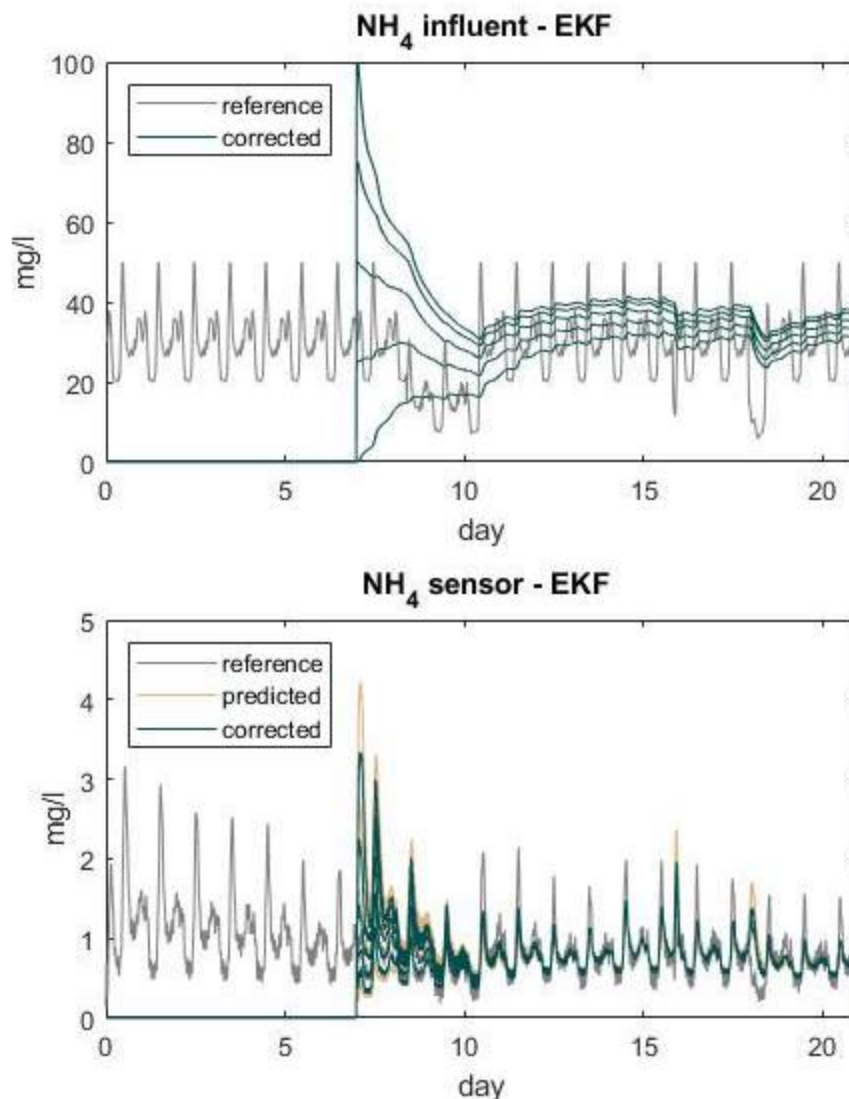 NH4 influent - EKF
100
80
60
40
20
0
mg/l
reference
corrected
0 5 10 15 20
day
NH4 sensor - EKF
5
4
3
2
1
0
mg/l
reference
predicted
corrected
0 5 10 15 20
day